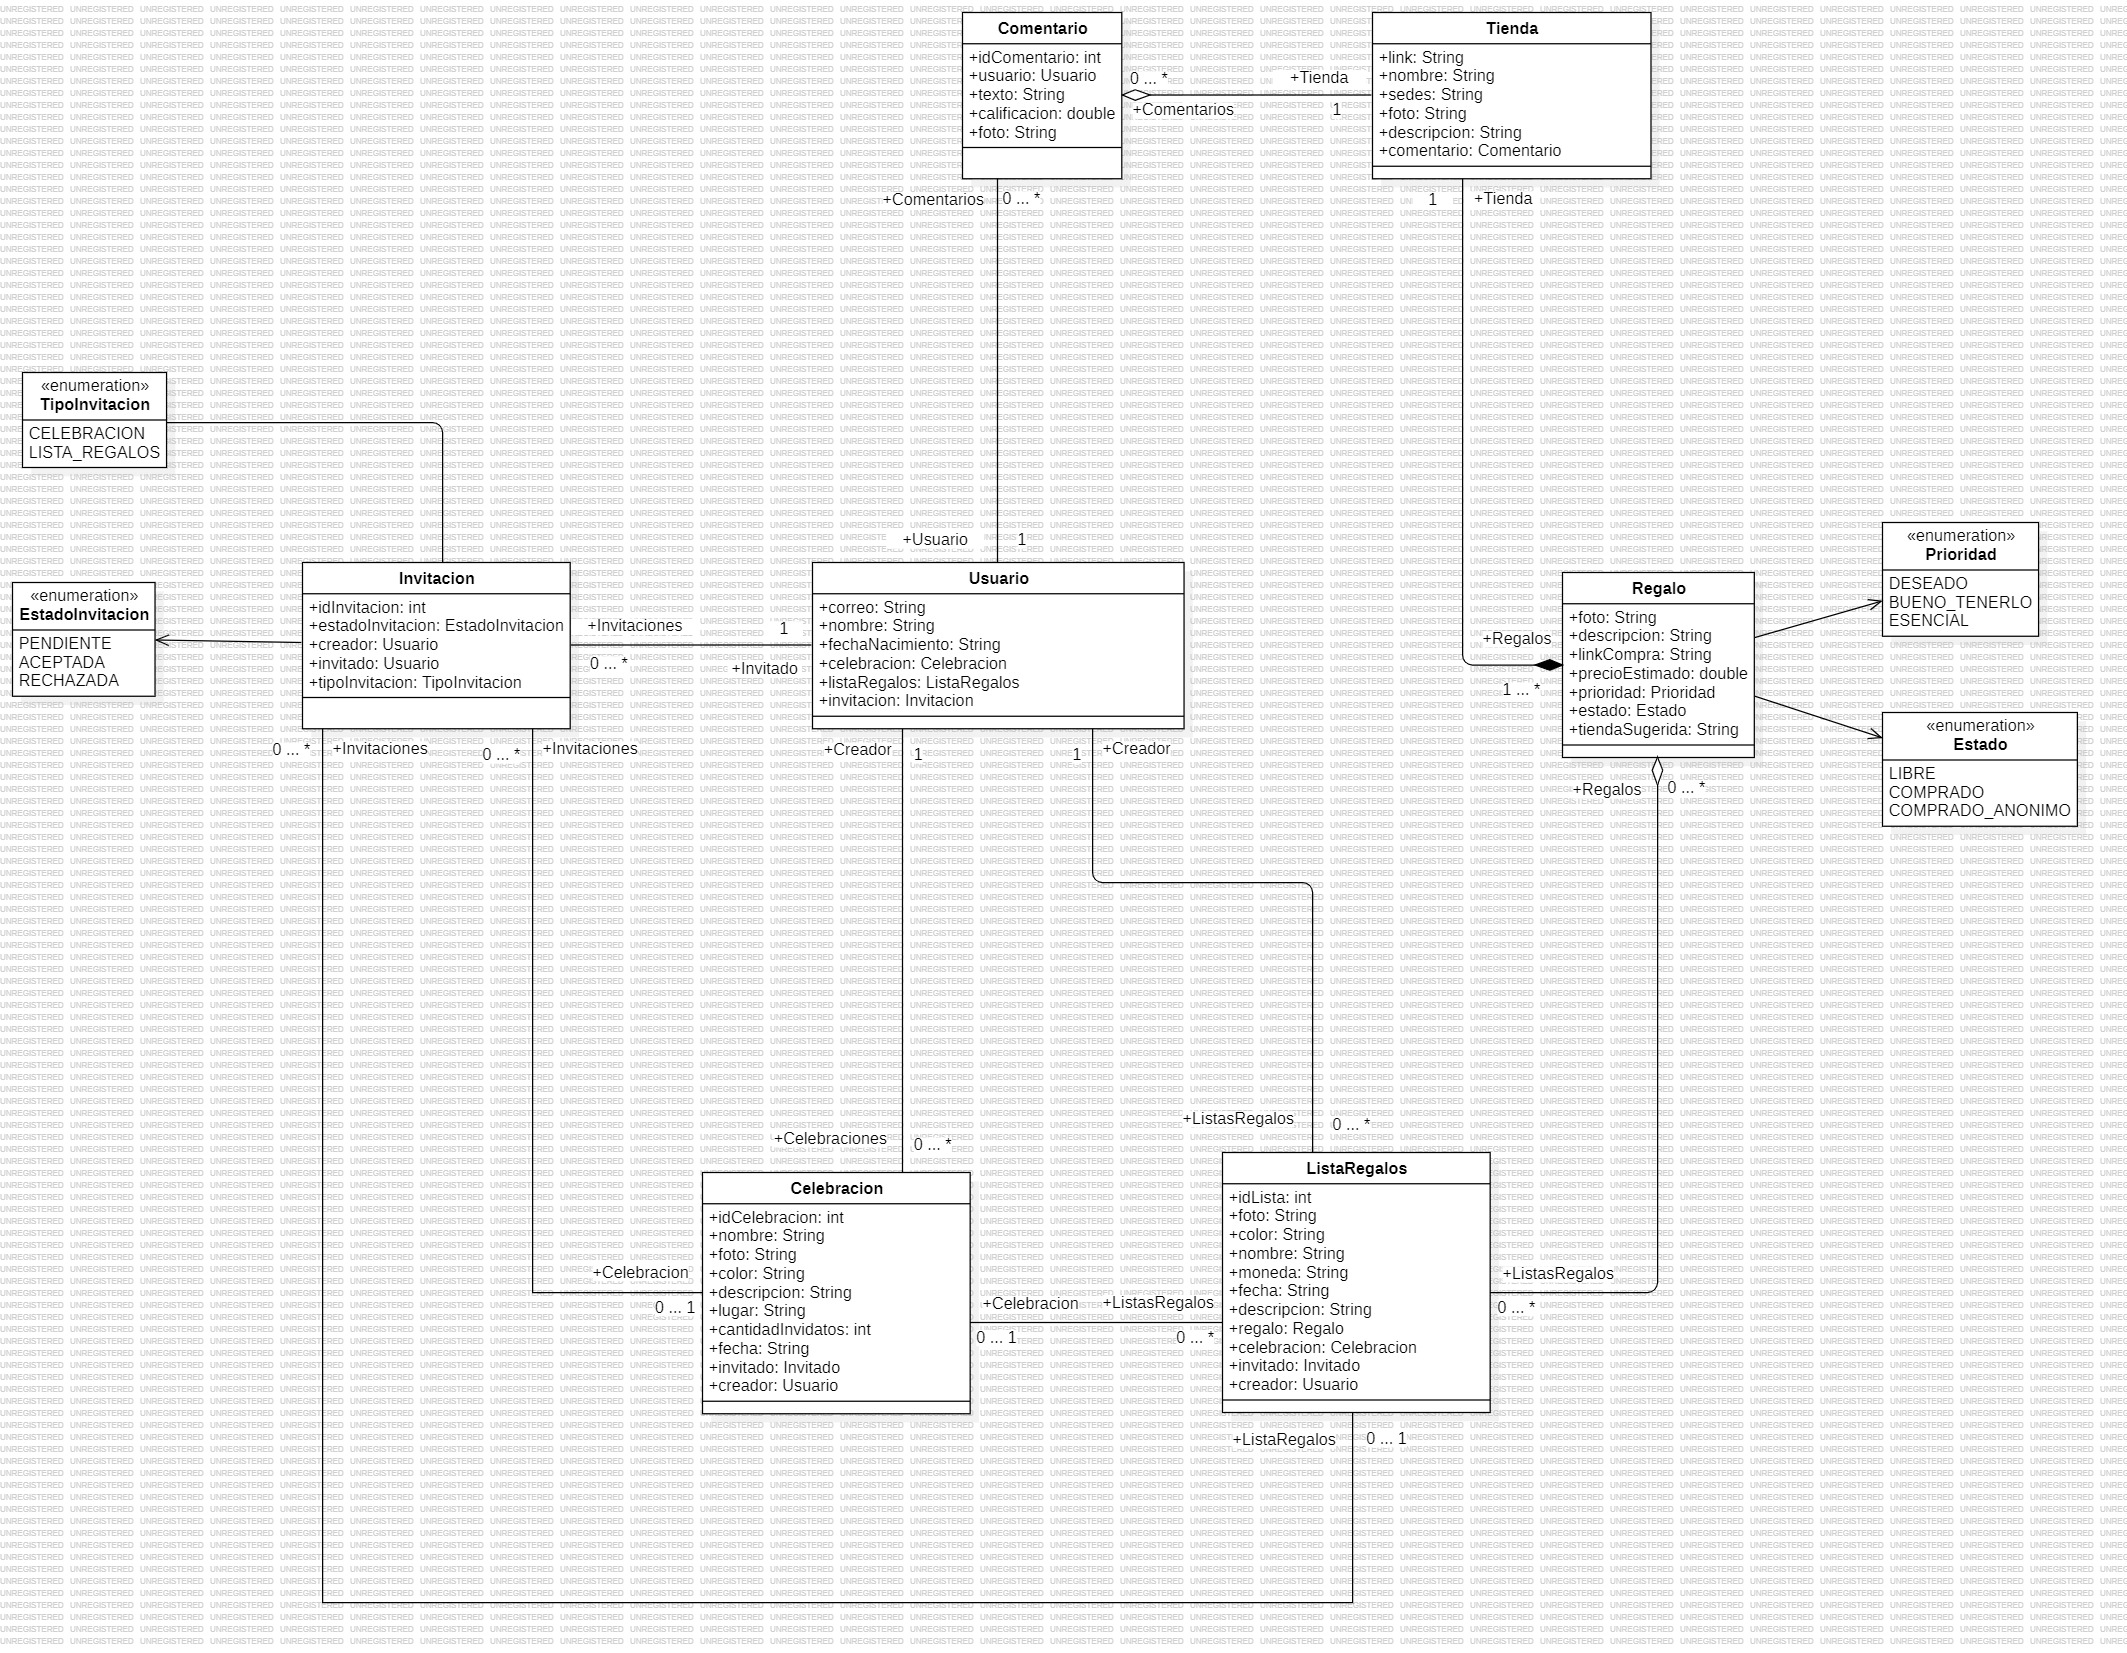 Comentario
+idComentario: int
+usuario: Usuario
+texto: String
+calificacion: double
+foto: String
Tienda
+link: String
+nombre: String
+sedes: String
+foto: String
+descripcion: String
+comentario: Comentario
0 ... *
+Tienda
+Comentarios
1
+Comentarios
0 ... *
1
+Tienda
«enumeration»
TipoInvitacion
CELEBRACION
LISTA_REGALOS
+Usuario
1
«enumeration»
EstadoInvitacion
PENDIENTE
ACEPTADA
RECHAZADA
Invitacion
+idInvitacion: int
+estadoInvitacion: EstadoInvitacion
+creador: Usuario
+invitado: Usuario
+tipoInvitacion: TipoInvitacion
+Invitaciones
1
0 ... *
+Invitado
Usuario
+correo: String
+nombre: String
+fechaNacimiento: String
+celebracion: Celebracion
+listaRegalos: ListaRegalos
+invitacion: Invitacion
+Regalos
1 ... *
Regalo
+foto: String
+descripcion: String
+linkCompra: String
+precioEstimado: double
+prioridad: Prioridad
+estado: Estado
+tiendaSugerida: String
«enumeration»
Prioridad
DESEADO
BUENO_TENERLO
ESENCIAL
«enumeration»
Estado
LIBRE
COMPRADO
COMPRADO_ANONIMO
0 ... *
+Invitaciones
0 ... *
+Invitaciones
+Creador
1
1
+Creador
+Regalos
0 ... *
+Celebraciones
0 ... *
+ListasRegalos
0 ... *
Celebracion
+idCelebracion: int
+nombre: String
+foto: String
+color: String
+descripcion: String
+lugar: String
+cantidadInvidatos: int
+fecha: String
+invitado: Invitado
+creador: Usuario
+Celebracion
0 ... 1
+Celebracion
+ListasRegalos
0 ... 1
0 ... *
ListaRegalos
+idLista: int
+foto: String
+color: String
+nombre: String
+moneda: String
+fecha: String
+descripcion: String
+regalo: Regalo
+celebracion: Celebracion
+invitado: Invitado
+creador: Usuario
+ListasRegalos
0 ... *
+ListaRegalos
0 ... 1
UNREGISTERED